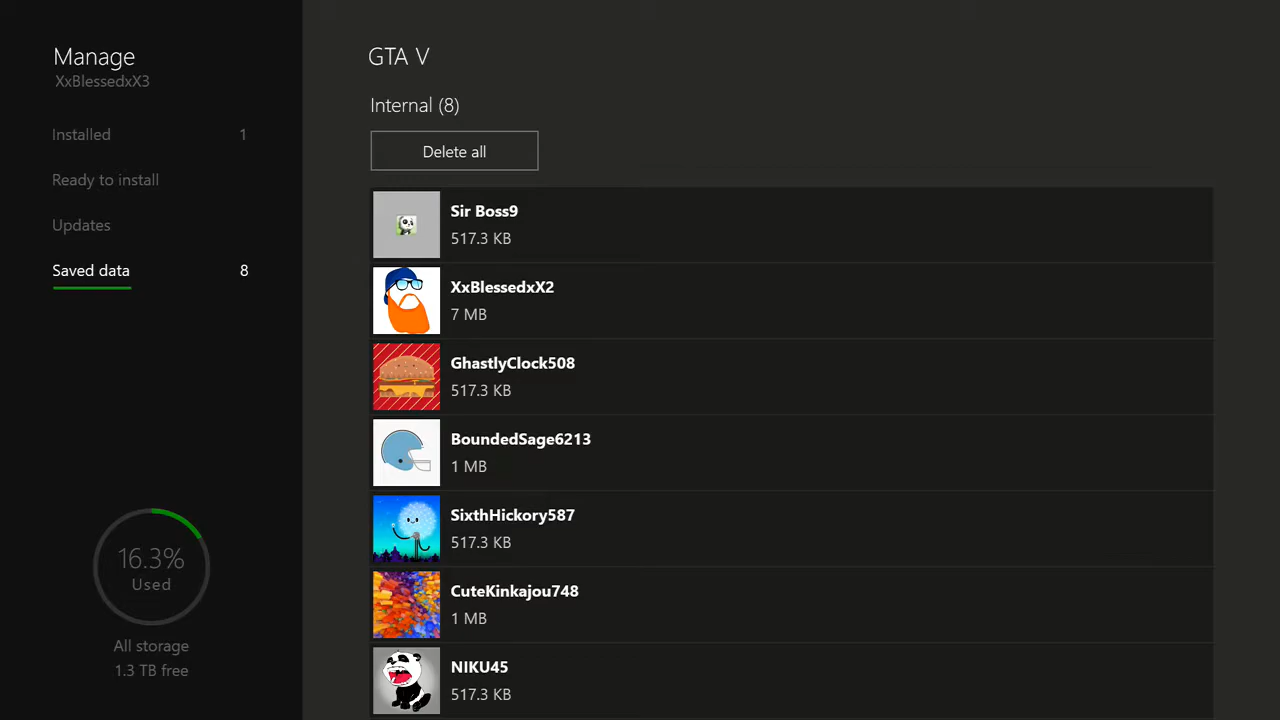 Manage
XxBlessedxX3
Installed 1
Ready to install
Updates
Saved data 8
16.3%
Used
All storage
1.3 TB free
GTA V
Internal (8)
Delete all
Sir Boss9
517.3 KB
XxBlessedxX2
7 MB
GhastlyClock508
517.3 KB
BoundedSage6213
1 MB
SixthHickory587
517.3 KB
CuteKinkajou748
1 MB
NIKU45
517.3 KB